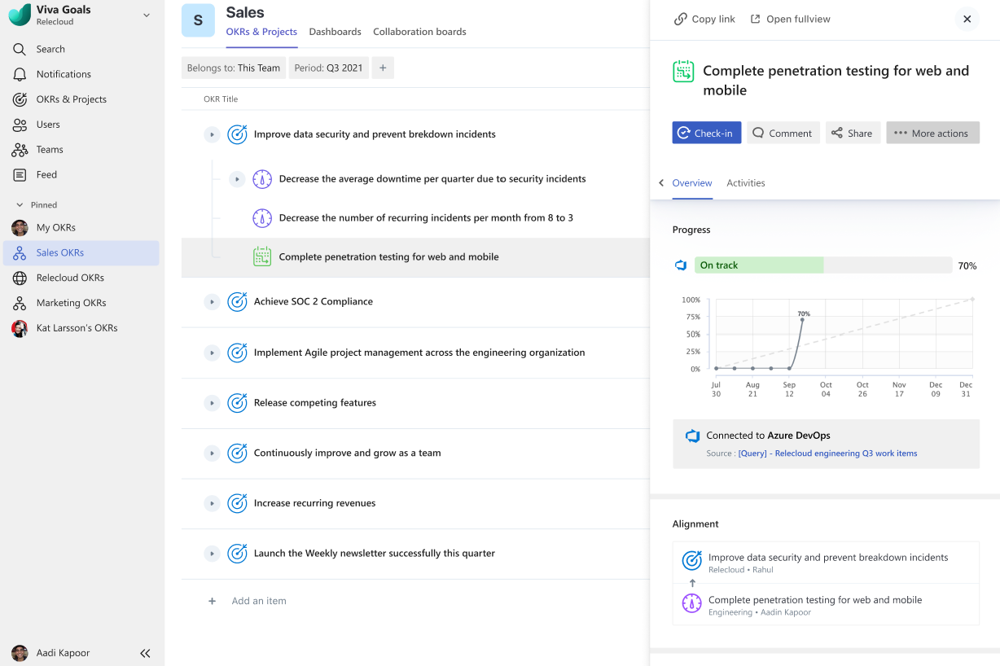 Viva Goals
Relecloud
Search
Notifications
OKRs & Projects
Users
Teams
Feed
Pinned
My OKRs
Sales OKRs
Relecloud OKRs
Marketing OKRs
Kat Larsson's OKRs
Aadi Kapoor
S
Sales
OKRs & Projects Dashboards Collaboration boards
Belongs to: This Team Period: Q3 2021 +
OKR Title
Improve data security and prevent brekdown incidents
Decrease the average downtime per quarter due to security incidents
Decrease the number of recurring incidents per month from 8 to 3
Complete penetration testing for web and mobile
Achieve SOC 2 Compliance
Implement Agile project management across the engineering organization
Release competing features
Continuously improve and grow as a team
Increase recurring revenues
Launch the Weekly newsletter successfully this quarter
+ Add an item
Copy link Open fullview
Complete penetration testing for web and
mobile
Check-in Comment Share ••• More actions
Overview Activities
Progress
On track 70%
100%
75%
50%
25%
0%
70%
Jul Aug Sep Oct Oct Nov Dec Dec
30 21 12 04 26 17 09 31
Connected to Azure DevOps
Source : [Query] - Relecloud engineering Q3 work items
Alignment
Improve data security and prevent breakdown incidents
Relecloud • Rahul
Complete penetration testing for web and mobile
Engineering • Aadin Kapoor